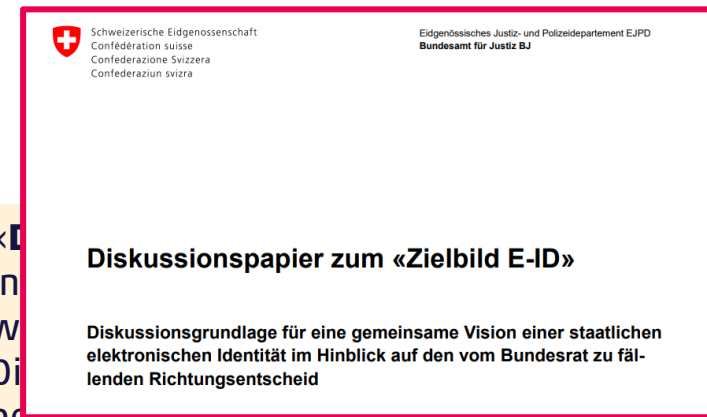 Schweizerische Eidgenossenschaft
Confédération suisse
Confederazione Svizzera
Confederaziun svizra
Eidgenössisches Justiz- und Polizeidepartement EJPD
Bundesamt für Justiz BJ
Diskussionspapier zum «Zielbild E-ID»
Diskussionsgrundlage für eine gemeinsame Vision einer staatlichen
elektronischen Identität im Hinblick auf den vom Bundesrat zu fäl-
lenden Richtungsentscheid